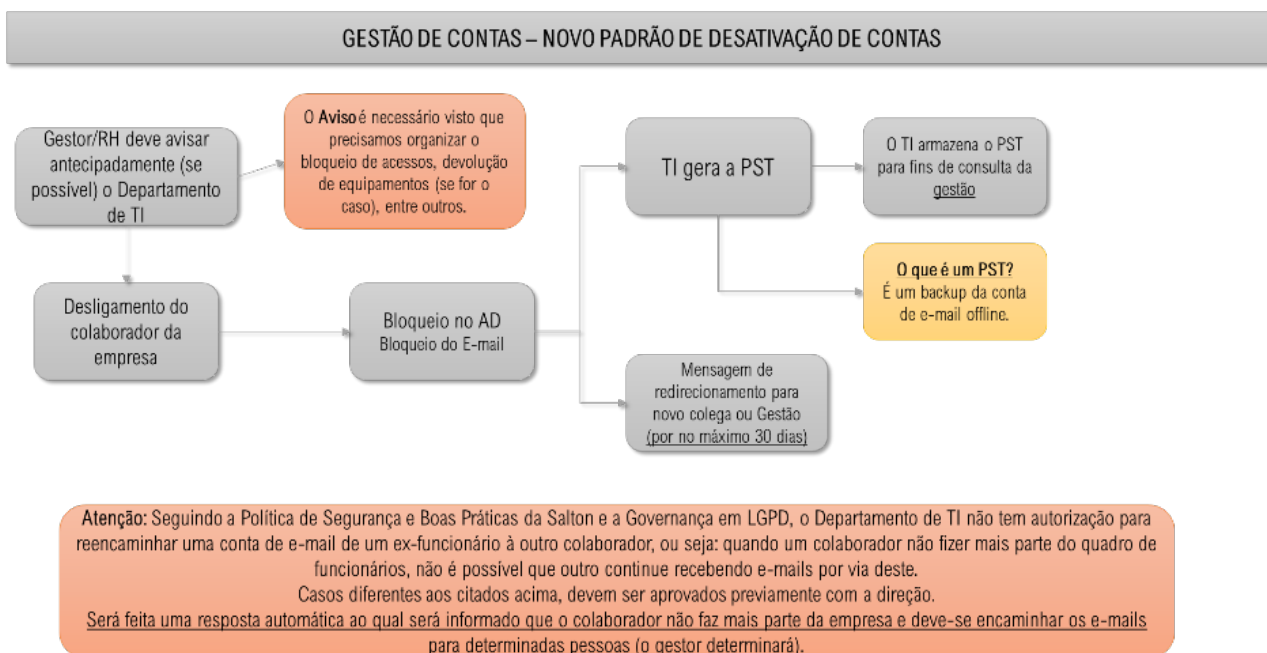 GESTÃO DE CONTAS – NOVO PADRÃO DE DESATIVAÇÃO DE CONTAS
Gestor/RH deve avisar
antecipadamente (se
possível) o Departamento
de TI
O Aviso é necessário visto que
precisamos organizar o
bloqueio de acessos, devolução
de equipamentos (se for o
caso), entre outros.
TI gera a PST
O TI armazena o PST
para fins de consulta da
gestão
O que é um PST?
É um backup da conta
de e-mail offline.
Desligamento do
colaborador da
empresa
Bloqueio no AD
Bloqueio do E-mail
Mensagem de
redirecionamento para
novo colega ou Gestão
(por no máximo 30 dias)
Atenção: Seguindo a Política de Segurança e Boas Práticas da Salton e a Governança em LGPD, o Departamento de TI não tem autorização para
reencaminhar uma conta de e-mail de um ex-funcionário à outro colaborador, ou seja: quando um colaborador não fizer mais parte do quadro de
funcionários, não é possível que outro continue recebendo e-mails por via deste.
Casos diferentes aos citados acima, devem ser aprovados previamente com a direção.
Será feita uma resposta automática ao qual será informado que o colaborador não faz mais parte da empresa e deve-se encaminhar os e-mails
para determinadas pessoas (o gestor determinará).